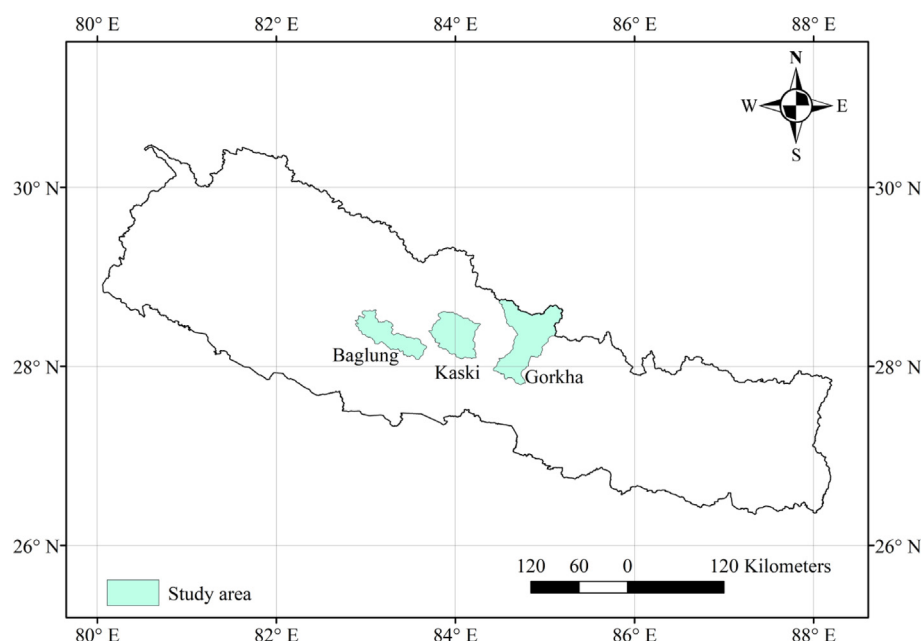 80° E 82° E 84° E 86° E 88° E
N
W E
S
30° N 30° N
Baglung
Kaski
Gorkha
28° N 28° N
26° N 26° N
120 60 0 120 Kilometers
Study area
80° E 82° E 84° E 86° E 88° E